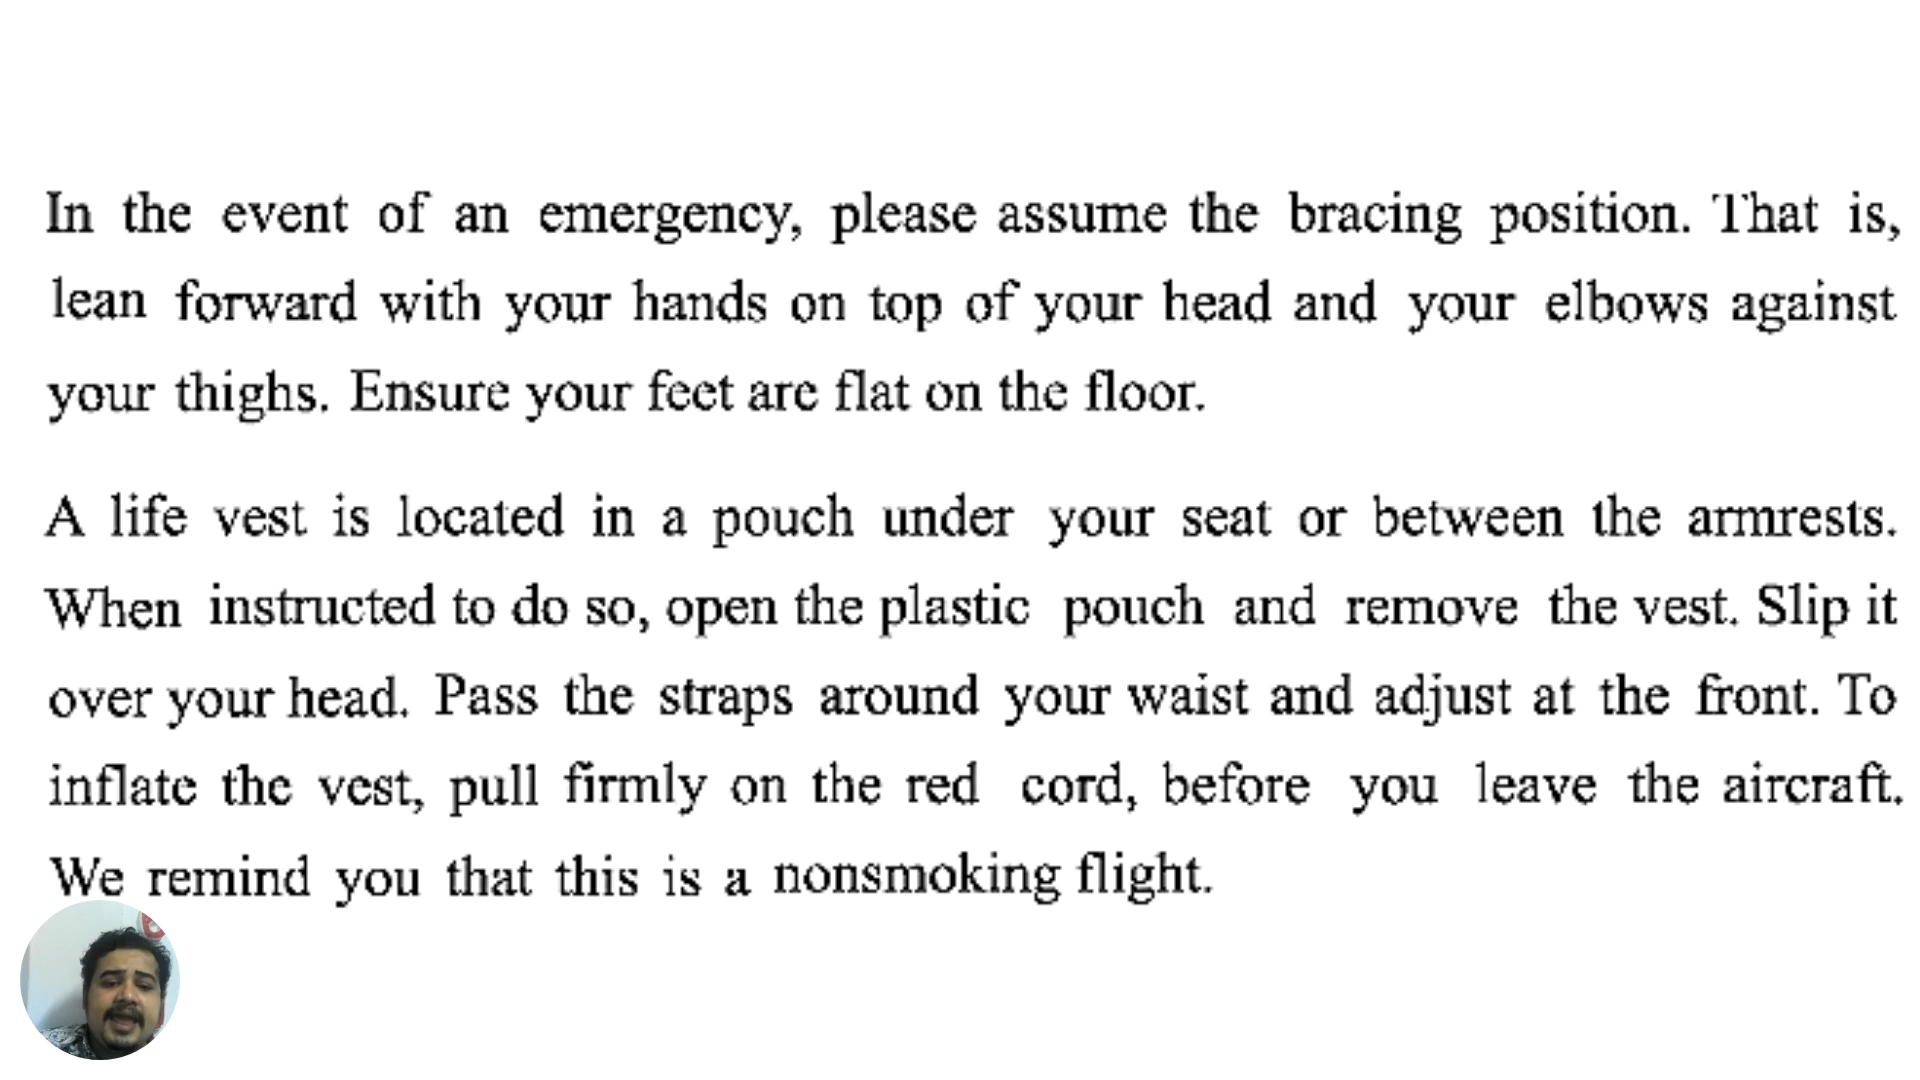 In the event of an emergency, please assume the bracing position. That is,
lean forward with your hands on top of your head and your elbows against
your thighs. Ensure your feet are flat on the floor.
A life vest is located in a pouch under your seat or between the armrests.
When instructed to do so, open the plastic pouch and remove the vest. Slip it
over your head. Pass the straps around your waist and adjust at the front. To
inflate the vest, pull firmly on the red cord, before you leave the aircraft.
We remind you that this is a nonsmoking flight.